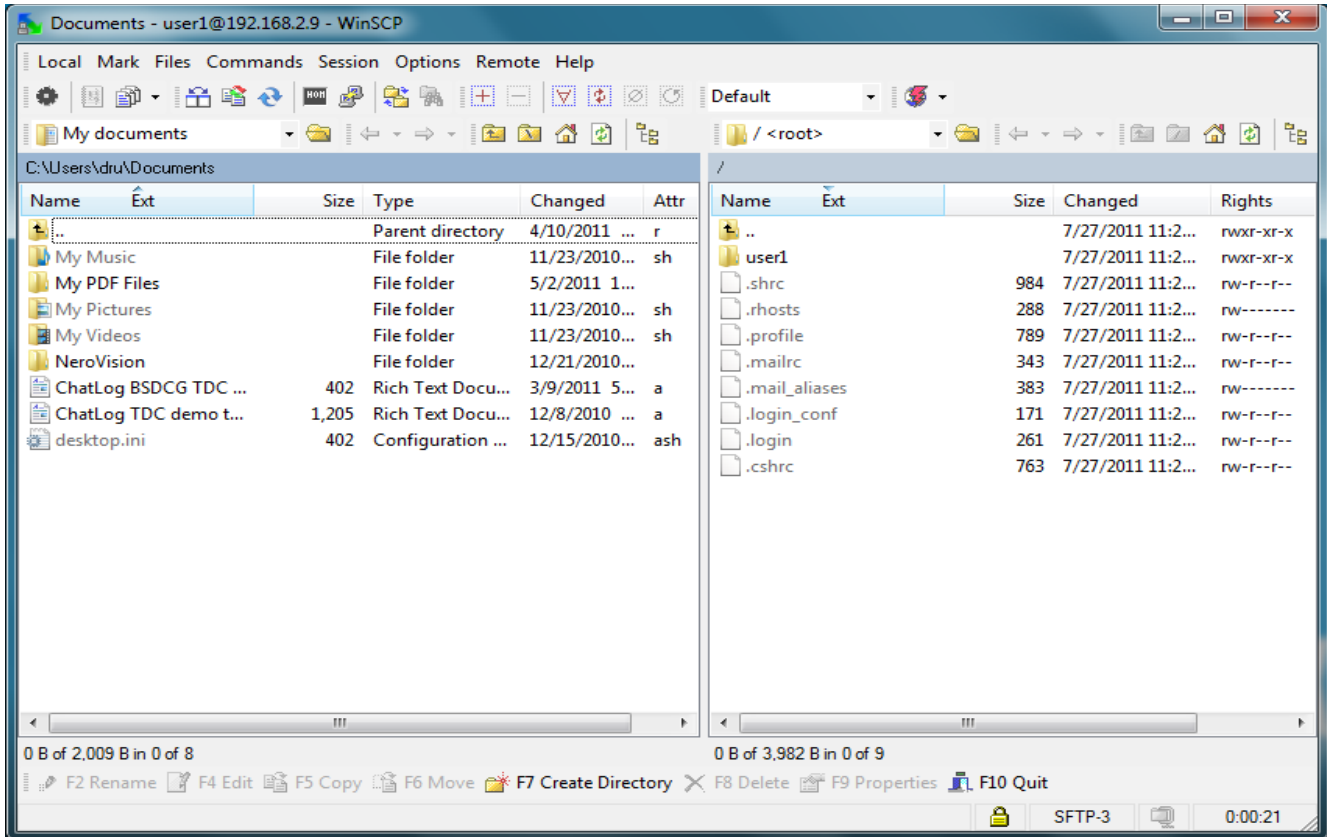 Documents - user1@192.168.2.9 - WinSCP
Local Mark Files Commands Session Options Remote Help
Default
My documents / <root>
C:\Users\dru\Documents /
Name Ext Size Type Changed Attr Name Ext Size Changed Rights
.. Parent directory 4/10/2011 ... r .. 7/27/2011 11:2... rwxr-xr-x
My Music File folder 11/23/2010... sh user1 7/27/2011 11:2... rwxr-xr-x
My PDF Files File folder 5/2/2011 1... .shrc 984 7/27/2011 11:2... rw-r--r--
My Pictures File folder 11/23/2010... sh .rhosts 288 7/27/2011 11:2... rw-------
My Videos File folder 11/23/2010... sh .profile 789 7/27/2011 11:2... rw-r--r--
NeroVision File folder 12/21/2010... .mailrc 343 7/27/2011 11:2... rw-r--r--
ChatLog BSDCG TDC ... 402 Rich Text Docu... 3/9/2011 5... a .mail_aliases 383 7/27/2011 11:2... rw-------
ChatLog TDC demo t... 1,205 Rich Text Docu... 12/8/2010 ... a .login_conf 171 7/27/2011 11:2... rw-r--r--
desktop.ini 402 Configuration ... 12/15/2010... ash .login 261 7/27/2011 11:2... rw-r--r--
.cshrc 763 7/27/2011 11:2... rw-r--r--
0 B of 2,009 B in 0 of 8 0 B of 3,982 B in 0 of 9
F2 Rename F4 Edit F5 Copy F6 Move F7 Create Directory F8 Delete F9 Properties F10 Quit
SFTP-3 0:00:21